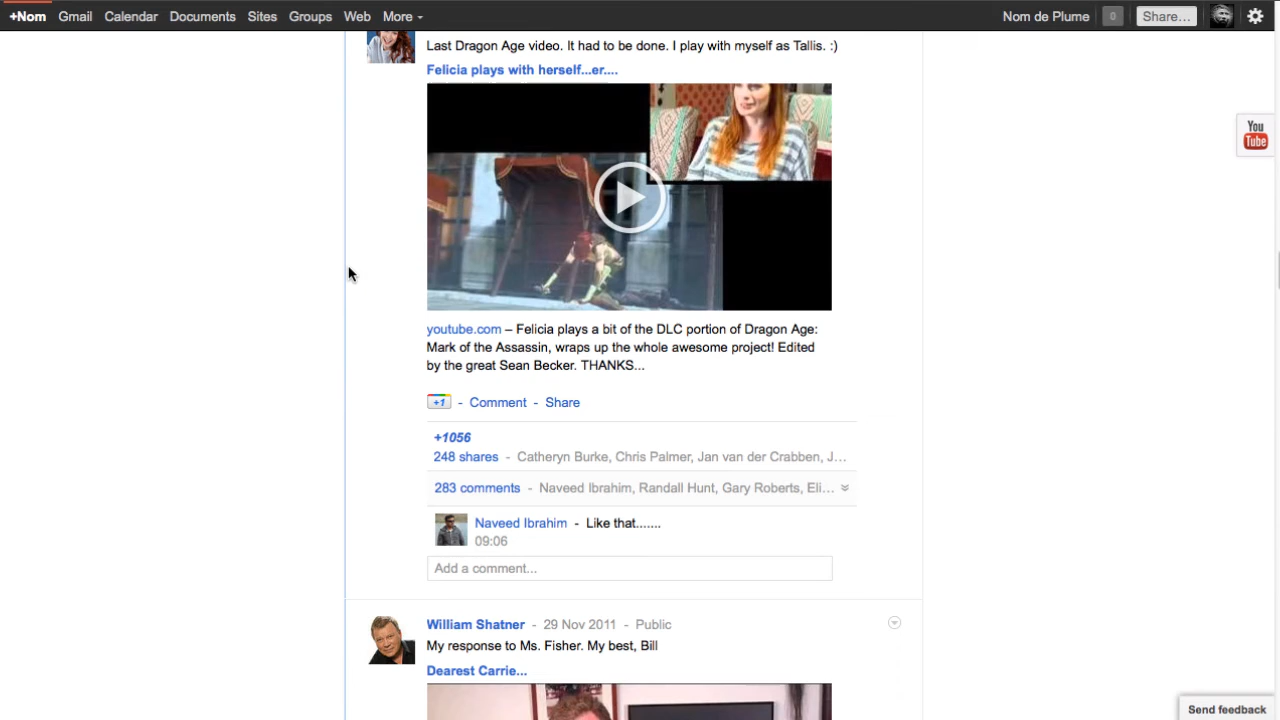 +Nom Gmail Calendar Documents Sites Groups Web More Nom de Plume 0 Share...
Last Dragon Age video. It had to be done. I play with myself as Tallis. :)
Felicia plays with herself...er....
You
Tube
youtube.com – Felicia plays a bit of the DLC portion of Dragon Age:
Mark of the Assassin, wraps up the whole awesome project! Edited
by the great Sean Becker. THANKS...
+1 - Comment - Share
+1056
248 shares - Catheryn Burke, Chris Palmer, Jan van der Crabben, J...
283 comments - Naveed Ibrahim, Randall Hunt, Gary Roberts, Eli...
Naveed Ibrahim - Like that.......
09:06
Add a comment...
William Shatner - 29 Nov 2011 - Public
My response to Ms. Fisher. My best, Bill
Dearest Carrie...
Send feedback